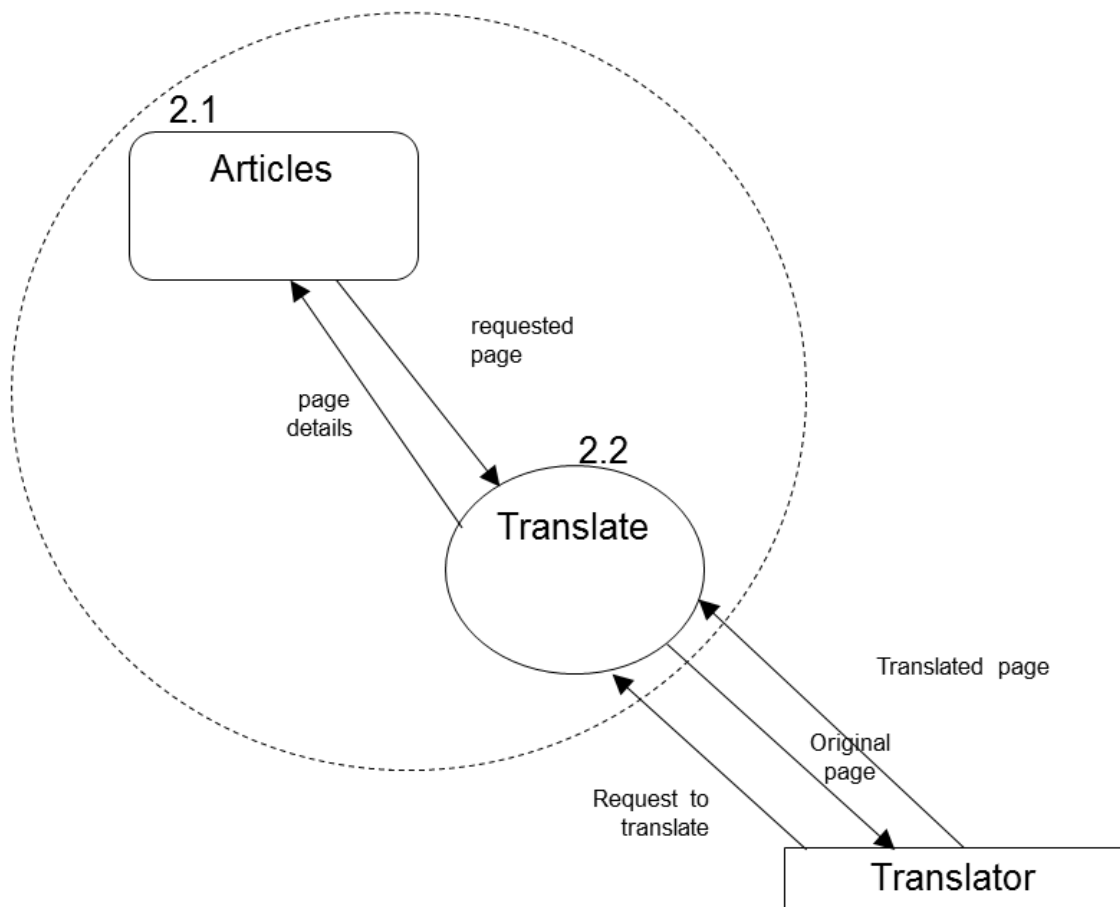 2.1
Articles
requested
page
page
details
2.2
Translate
Translated page
Original
page
Request to
translate
Translator